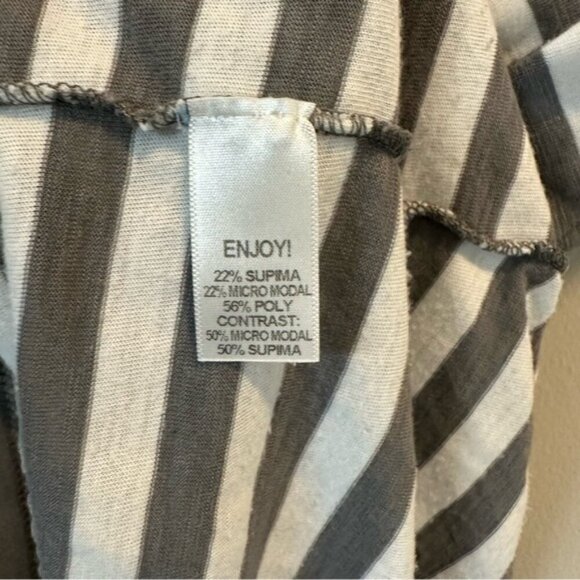 ENJOY!
22% SUPIMA
22% MICRO MODAL
56% POLY
CONTRAST:
50% MICRO MODAL
50% SUPIMA